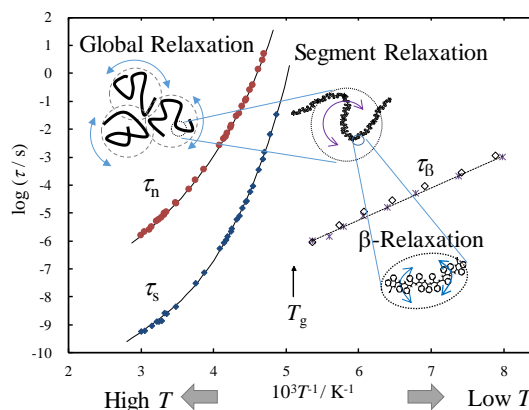 Global Relaxation
Segment Relaxation
log (τ / s)
2
1
0
-1
-2
-3
-4
-5
-6
-7
-8
-9
-10
τn
τs
τβ
β-Relaxation
Tg
2 3 4 5 6 7 8
High T
10³T⁻¹/ K⁻¹
Low T